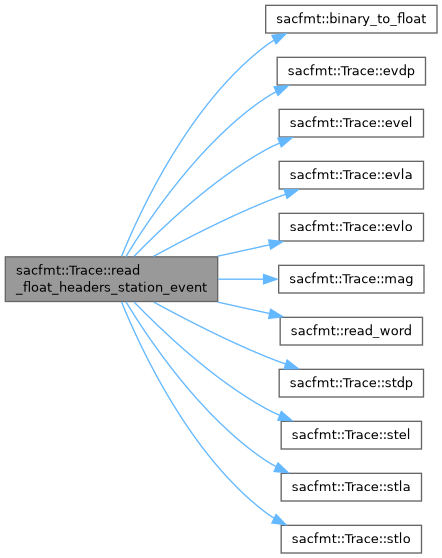 sacfmt::binary_to_float
sacfmt::Trace::evdp
sacfmt::Trace::evel
sacfmt::Trace::evla
sacfmt::Trace::evlo
sacfmt::Trace::read
_float_headers_station_event
sacfmt::Trace::mag
sacfmt::read_word
sacfmt::Trace::stdp
sacfmt::Trace::stel
sacfmt::Trace::stla
sacfmt::Trace::stlo